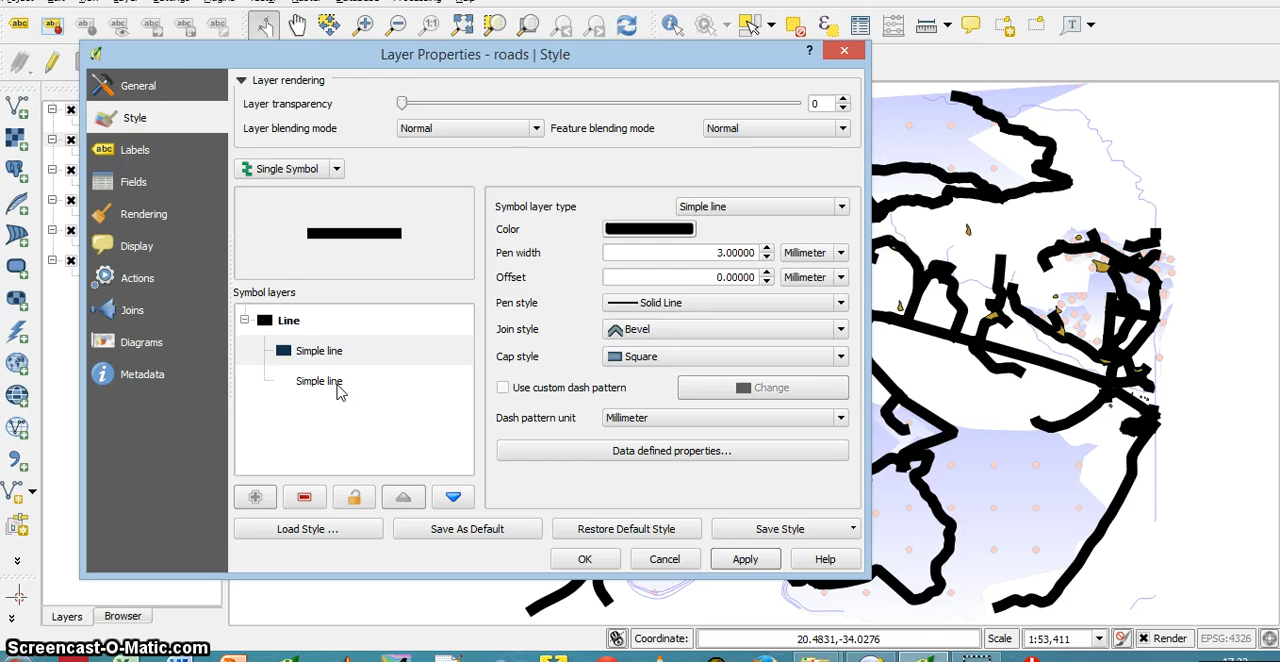 Layer Properties - roads | Style
?
General
Style
Labels
Fields
Rendering
Display
Actions
Joins
Diagrams
Metadata
Layer rendering
Layer transparency
0
Layer blending mode
Normal
Feature blending mode
Normal
Single Symbol
Symbol layers
Line
Simple line
Simple line
Symbol layer type
Simple line
Color
Pen width
3.00000
Millimeter
Offset
0.00000
Millimeter
Pen style
Solid Line
Join style
Bevel
Cap style
Square
Use custom dash pattern
Change
Dash pattern unit
Millimeter
Data defined properties...
Load Style ...
Save As Default
Restore Default Style
Save Style
OK
Cancel
Apply
Help
Layers
Browser
Coordinate:
20.4831,-34.0276
Scale
1:53,411
Render
EPSG:4326
Screencast-O-Matic.com